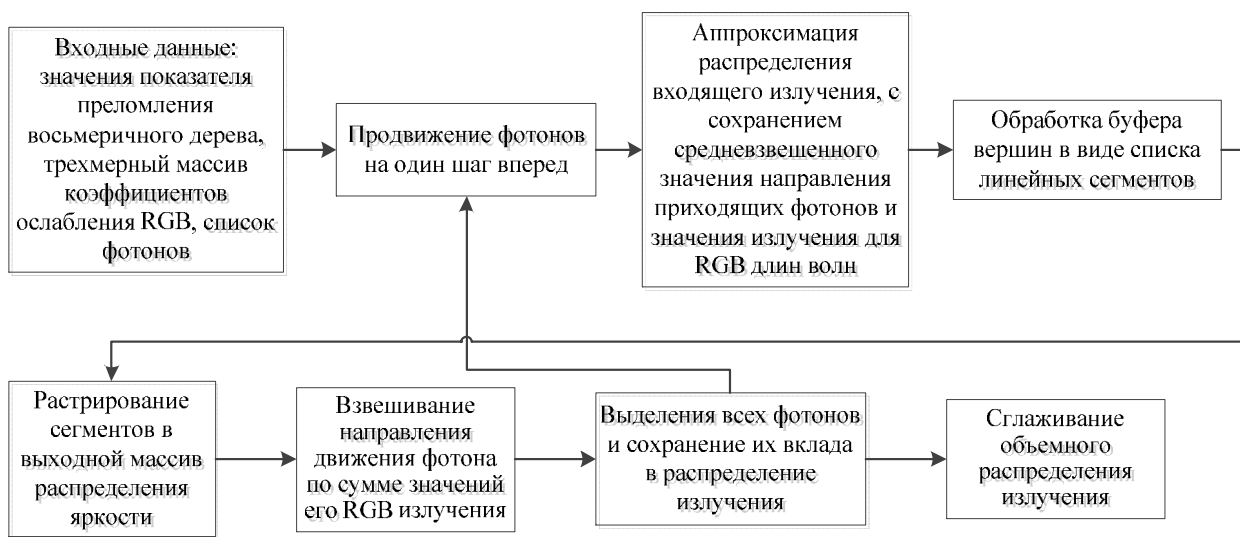 Входные данные:
значения показателя
преломления
восьмеричного дерева,
трехмерный массив
коэффициентов
ослабления RGB, список
фотонов
Продвижение фотонов
на один шаг вперед
Аппроксимация
распределения
входящего излучения, с
сохранением
средневзвешенного
значения направления
приходящих фотонов и
значения излучения для
RGB длин волн
Обработка буфера
вершин в виде списка
линейных сегментов
Растрирование
сегментов в
выходной массив
распределения
яркости
Взвешивание
направления
движения фотона
по сумме значений
его RGB излучения
Выделения всех фотонов
и сохранение их вклада
в распределение
излучения
Сглаживание
объемного
распределения
излучения